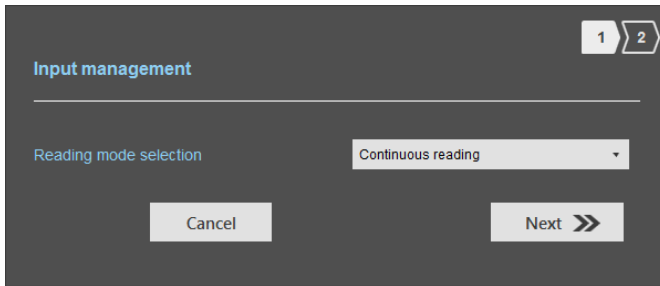 1 2
Input management
Reading mode selection Continuous reading
Cancel Next